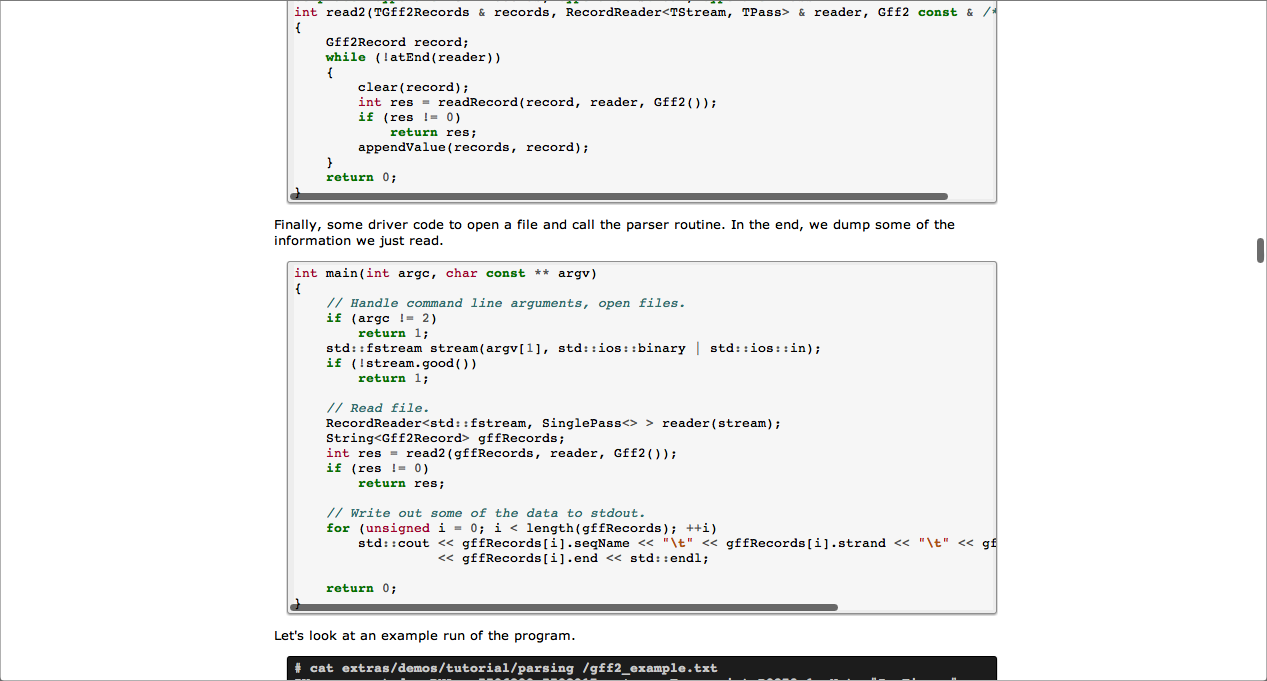 int read2(TGff2Records & records, RecordReader<TStream, TPass> & reader, Gff2 const & /*
{
    Gff2Record record;
    while (!atEnd(reader))
    {
        clear(record);
        int res = readRecord(record, reader, Gff2());
        if (res != 0)
            return res;
        appendValue(records, record);
    }
    return 0;
}
Finally, some driver code to open a file and call the parser routine. In the end, we dump some of the
information we just read.
int main(int argc, char const ** argv)
{
    // Handle command line arguments, open files.
    if (argc != 2)
        return 1;
    std::fstream stream(argv[1], std::ios::binary | std::ios::in);
    if (!stream.good())
        return 1;
    // Read file.
    RecordReader<std::fstream, SinglePass<> > reader(stream);
    String<Gff2Record> gffRecords;
    int res = read2(gffRecords, reader, Gff2());
    if (res != 0)
        return res;
    // Write out some of the data to stdout.
    for (unsigned i = 0; i < length(gffRecords); ++i)
        std::cout << gffRecords[i].seqName << "\t" << gffRecords[i].strand << "\t" << gf
                  << gffRecords[i].end << std::endl;
    return 0;
}
Let's look at an example run of the program.
# cat extras/demos/tutorial/parsing /gff2_example.txt